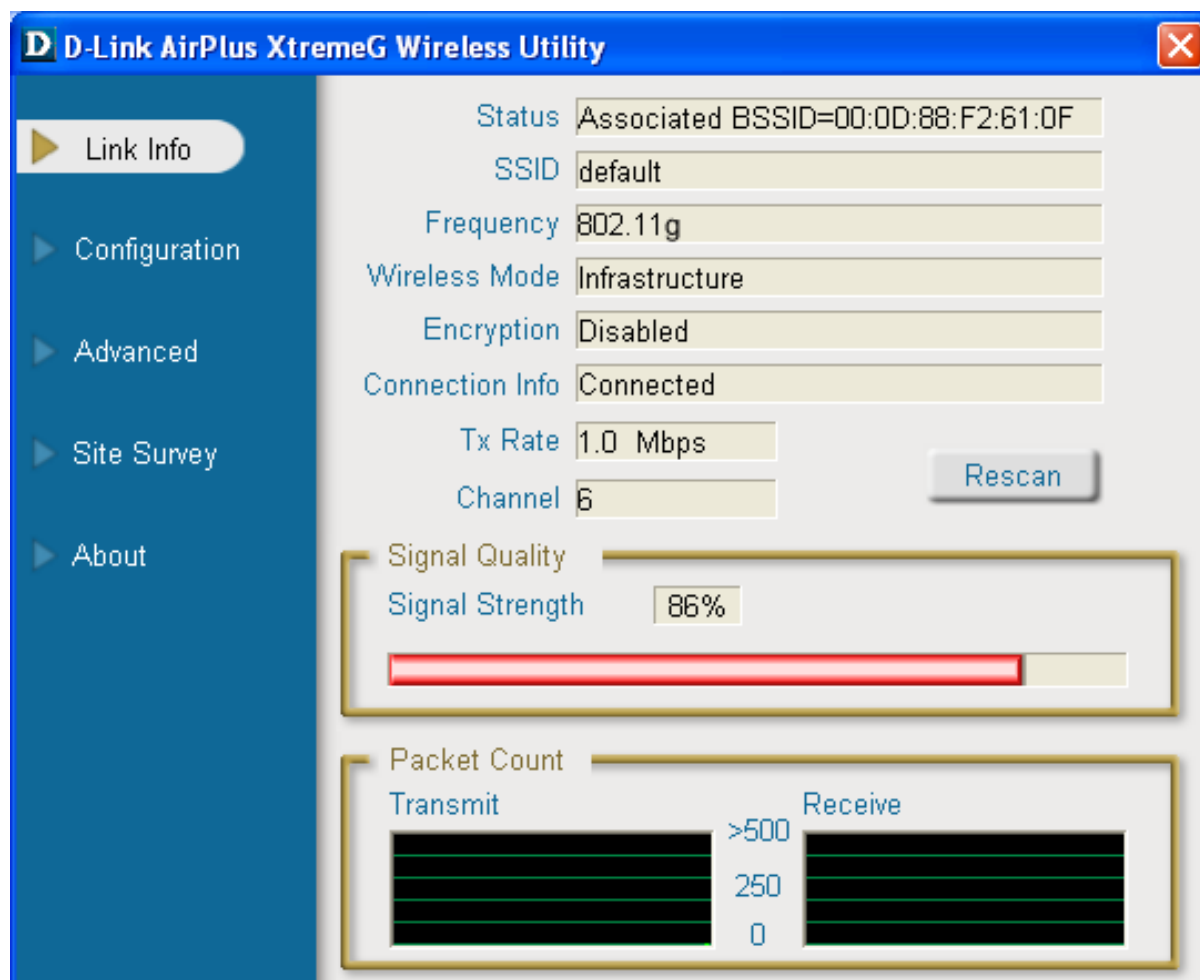 D D-Link AirPlus XtremeG Wireless Utility
Link Info
Configuration
Advanced
Site Survey
About
Status Associated BSSID=00:0D:88:F2:61:0F
SSID default
Frequency 802.11g
Wireless Mode Infrastructure
Encryption Disabled
Connection Info Connected
Tx Rate 1.0 Mbps
Channel 6
Rescan
Signal Quality
Signal Strength 86%
Packet Count
Transmit
Receive
>500
250
0